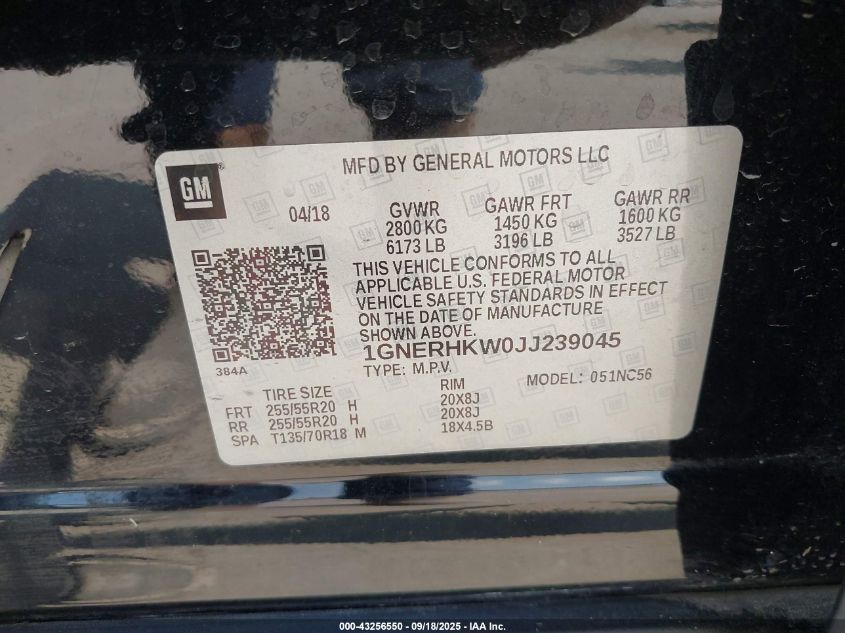 MFD BY GENERAL MOTORS LLC
GM ®
04/18 GVWR GAWR FRT GAWR RR
2800 KG 1450 KG 1600 KG
6173 LB 3196 LB 3527 LB
THIS VEHICLE CONFORMS TO ALL
APPLICABLE U.S. FEDERAL MOTOR
VEHICLE SAFETY STANDARDS IN EFFECT
ON THE DATE OF MANUFACTURE
SHOWN ABOVE.
1GNERHKW0JJ239045
384A
TYPE: M.P.V. MODEL: 051NC56
TIRE SIZE RIM
FRT 255/55R20 H 20X8J
RR 255/55R20 H 20X8J
SPA T135/70R18 M 18X4.5B
000-43256550 - 09/18/2025 - IAA Inc.